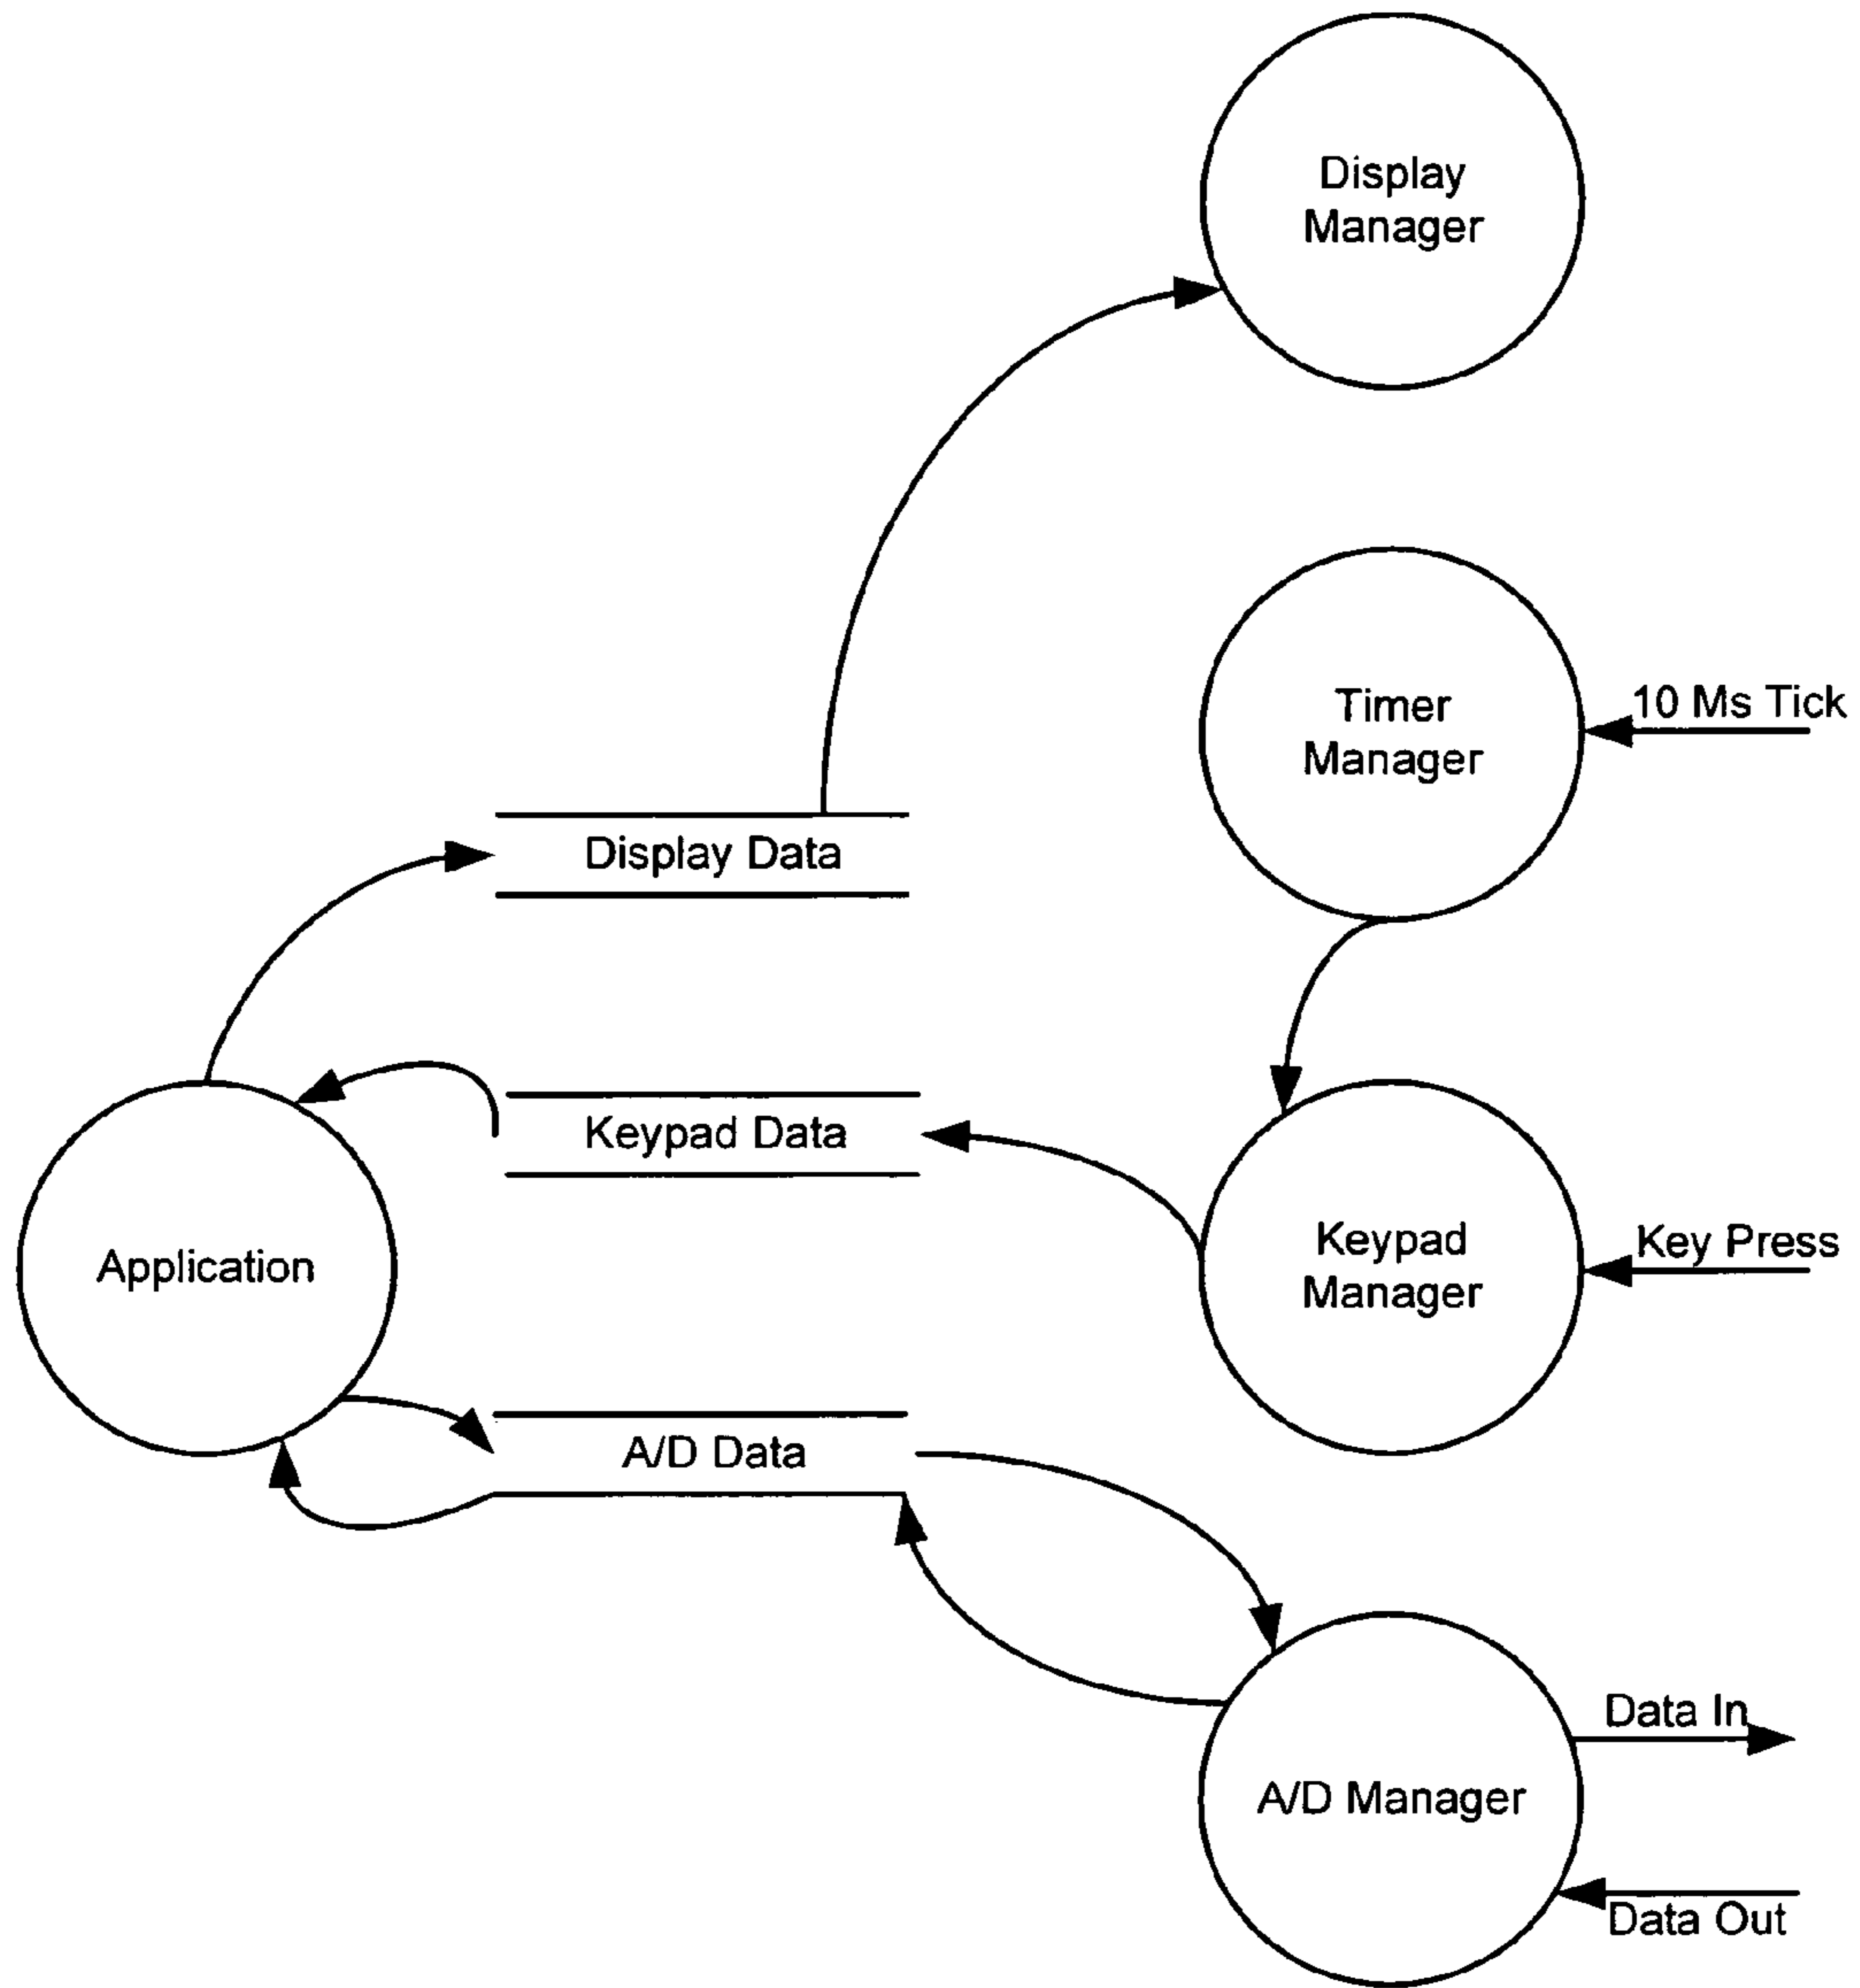 Display
Manager
Timer
Manager
10 Ms Tick
Display Data
Keypad Data
Keypad
Manager
Key Press
Application
A/D Data
Data In
A/D Manager
Data Out